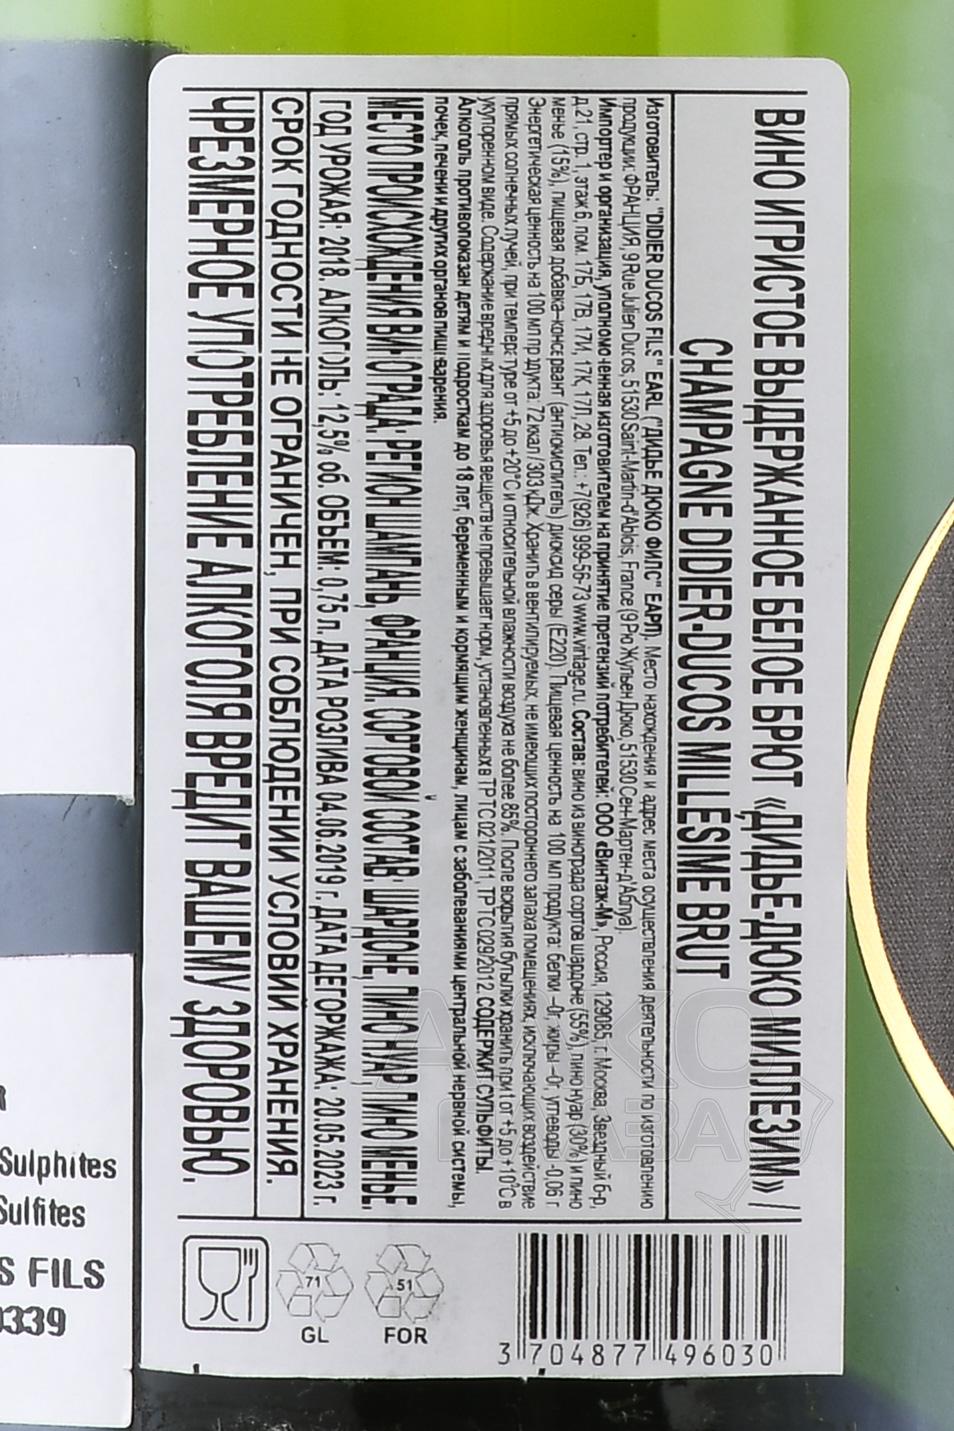 ВИНО ИГРИСТОЕ ВЫДЕРЖАННОЕ БЕЛОЕ БРЮТ «ДИДЬЕ-ДЮКО МИЛЛЕЗИМ» /
CHAMPAGNE DIDIER-DUCOS MILLESIME BRUT
Изготовитель: "DIDIER DUCOS FILS" EARL ("ДИДЬЕ ДЮКО ФИЛС" ЕАРЛ). Место нахождения и адрес места осуществления деятельности по изготовлению
продукции: ФРАНЦИЯ, 9 Rue Julien Ducos, 51530 Saint-Martin-d'Ablois, France (9 Рю Жульен Дюко, 51530 Сен-Мартен-д'Аблуа).
Импортер и организация, уполномоченная изготовителем на принятие претензий потребителей: ООО «Винтаж-М», Россия, 129085, г. Москва, Звездный б-р,
д.21, стр. 1, этаж 6, пом. 17Б, 17В, 17И, 17К, 17Л, 28. Тел.: +7(926) 999-56-73 www.vintage.ru. Состав: вино из винограда сортов шардоне (55%), пино нуар (30%) и пино
менье (15%), пищевая добавка–консервант (антиокислитель) диоксид серы (Е220). Пищевая ценность на 100 мл продукта: белки –0г, жиры –0г, углеводы -0,06 г.
Энергетическая ценность на 100 мл продукта: 72 ккал / 303 кДж. Хранить в вентилируемых, не имеющих постороннего запаха помещениях, исключающих воздействие
прямых солнечных лучей, при температуре от +5 до +20°С и относительной влажности воздуха не более 85%. После вскрытия бутылки хранить при t от +5 до +10°С в
укупоренном виде. Содержание вредных для здоровья веществ не превышает норм, установленных в ТР ТС 021/2011, ТР ТС 029/2012. СОДЕРЖИТ СУЛЬФИТЫ.
Алкоголь противопоказан детям и подросткам до 18 лет, беременным и кормящим женщинам, лицам с заболеваниями центральной нервной системы,
почек, печени и других органов пищеварения.
МЕСТО ПРОИСХОЖДЕНИЯ ВИНОГРАДА: РЕГИОН ШАМПАНЬ, ФРАНЦИЯ. СОРТОВОЙ СОСТАВ: ШАРДОНЕ, ПИНО НУАР, ПИНО МЕНЬЕ.
ГОД УРОЖАЯ: 2018. АЛКОГОЛЬ: 12,5% об. ОБЪЕМ: 0,75 л. ДАТА РОЗЛИВА 04.06.2019 г. ДАТА ДЕГОРЖАЖА: 20.05.2023 г.
СРОК ГОДНОСТИ НЕ ОГРАНИЧЕН, ПРИ СОБЛЮДЕНИИ УСЛОВИЙ ХРАНЕНИЯ.
ЧРЕЗМЕРНОЕ УПОТРЕБЛЕНИЕ АЛКОГОЛЯ ВРЕДИТ ВАШЕМУ ЗДОРОВЬЮ.
71
GL
51
FOR
3 704877 496030
Sulphites
Sulfites
S FILS
0339